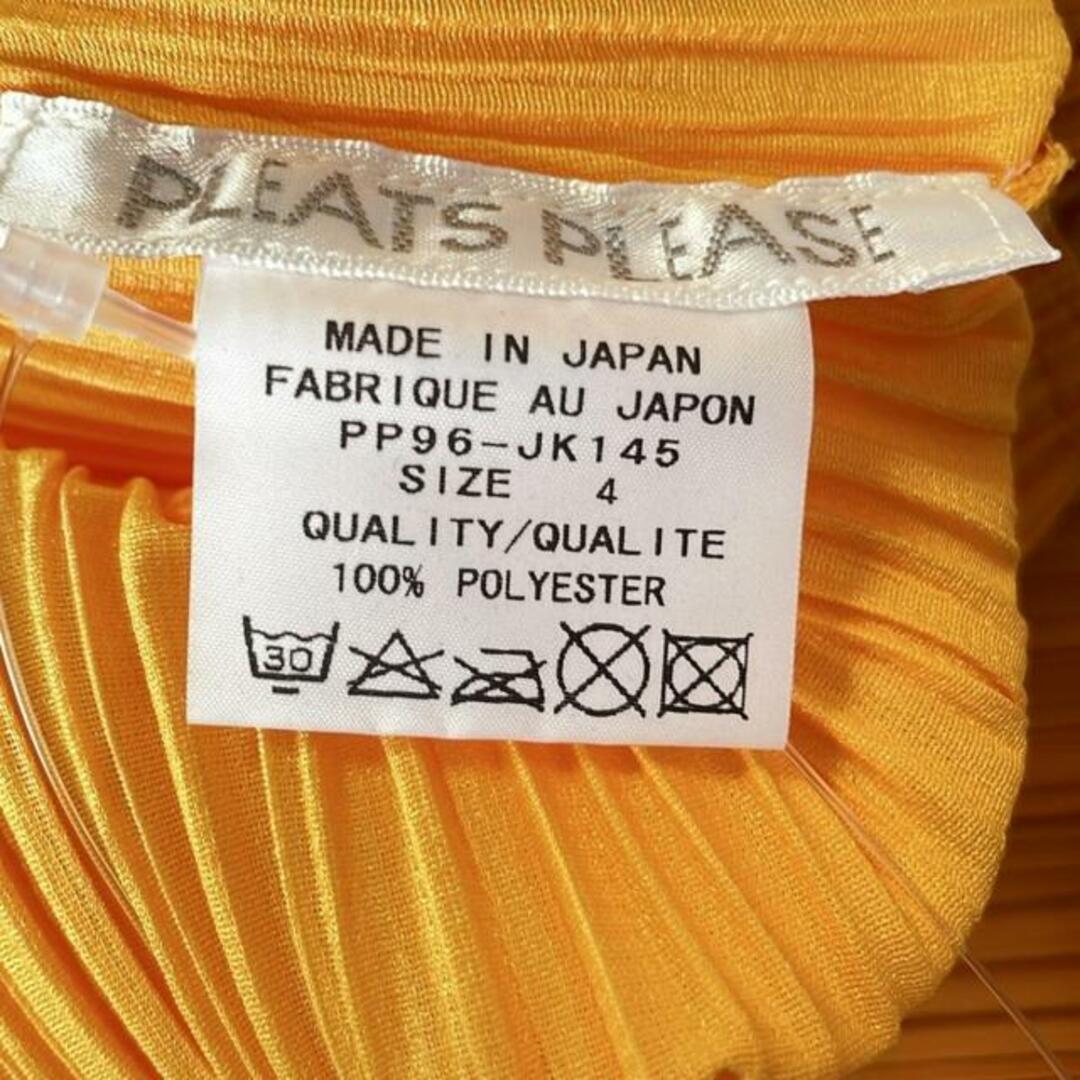 PLEATS PLEASE
MADE IN JAPAN
FABRIQUE AU JAPON
PP96-JK145
SIZE 4
QUALITY/QUALITE
100% POLYESTER
30